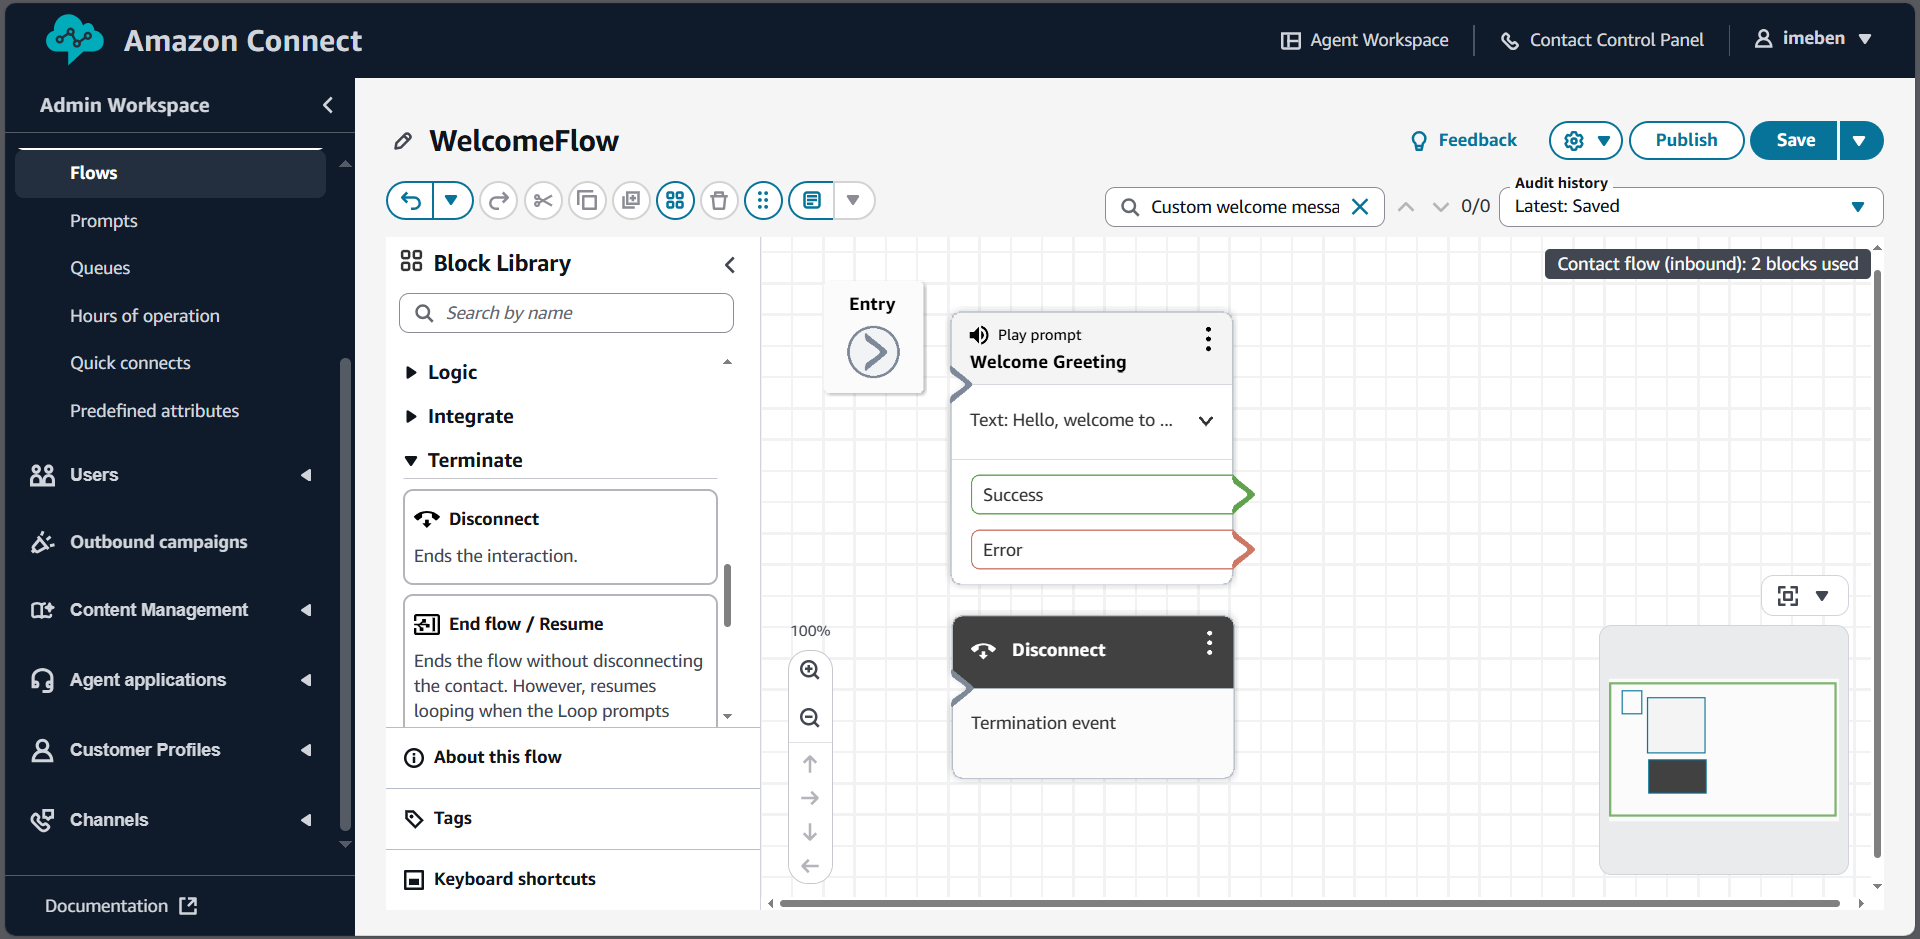 Amazon Connect
Agent Workspace
Contact Control Panel
imeben
Admin Workspace
Flows
Prompts
Queues
Hours of operation
Quick connects
Predefined attributes
Users
Outbound campaigns
Content Management
Agent applications
Customer Profiles
Channels
Documentation
WelcomeFlow
Feedback
Publish
Save
Custom welcome messa
0/0
Audit history
Latest: Saved
Block Library
Search by name
Logic
Integrate
Terminate
Disconnect
Ends the interaction.
End flow / Resume
Ends the flow without disconnecting
the contact. However, resumes
looping when the Loop prompts
About this flow
Tags
Keyboard shortcuts
Contact flow (inbound): 2 blocks used
Entry
Play prompt
Welcome Greeting
Text: Hello, welcome to ...
Success
Error
Disconnect
Termination event
100%